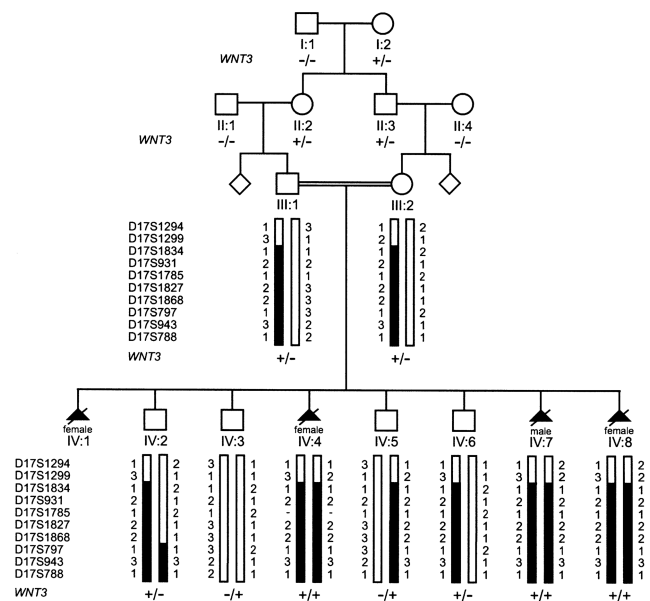 I:1 I:2
WNT3 -/- +/-
II:1 II:2 II:3 II:4
WNT3 -/- +/- +/- -/-
III:1 III:2
D17S1294 1 3 1 2
D17S1299 3 1 2 1
D17S1834 1 1 1 2
D17S931 2 2 2 1
D17S1785 1 1 1 2
D17S1827 2 3 2 1
D17S1868 2 3 2 1
D17S797 1 3 1 2
D17S943 3 2 3 1
D17S788 1 2 1 1
WNT3 +/- +/-
female female male female
IV:1 IV:2 IV:3 IV:4 IV:5 IV:6 IV:7 IV:8
D17S1294 1 2 3 1 1 1 3 1 1 1 1 2 1 2
D17S1299 3 1 1 1
D17S1834 1 2 1 2 1 1 1 1 1 2 1 1 1 1
D17S931 2 1 2 1 2 2 2 2 2 1 2 2 2 2
D17S1785 1 2 1 2 - - 1 1 1 2 1 1 1 1
D17S1827 2 1 3 1 2 2 3 2 2 1 2 2 2 2
D17S1868 2 1 3 1 2 2 3 2 2 1 2 2 2 2
D17S797 1 1 3 2 1 1 3 1 1 2 1 1 1 1
D17S943 3 3 2 1 3 3 2 3 3 1 3 3 3 3
D17S788 1 1 2 1 1 1 2 1 1 1 1 1 1 1
WNT3 +/- -/+ +/+ -/+ +/- +/+ +/+